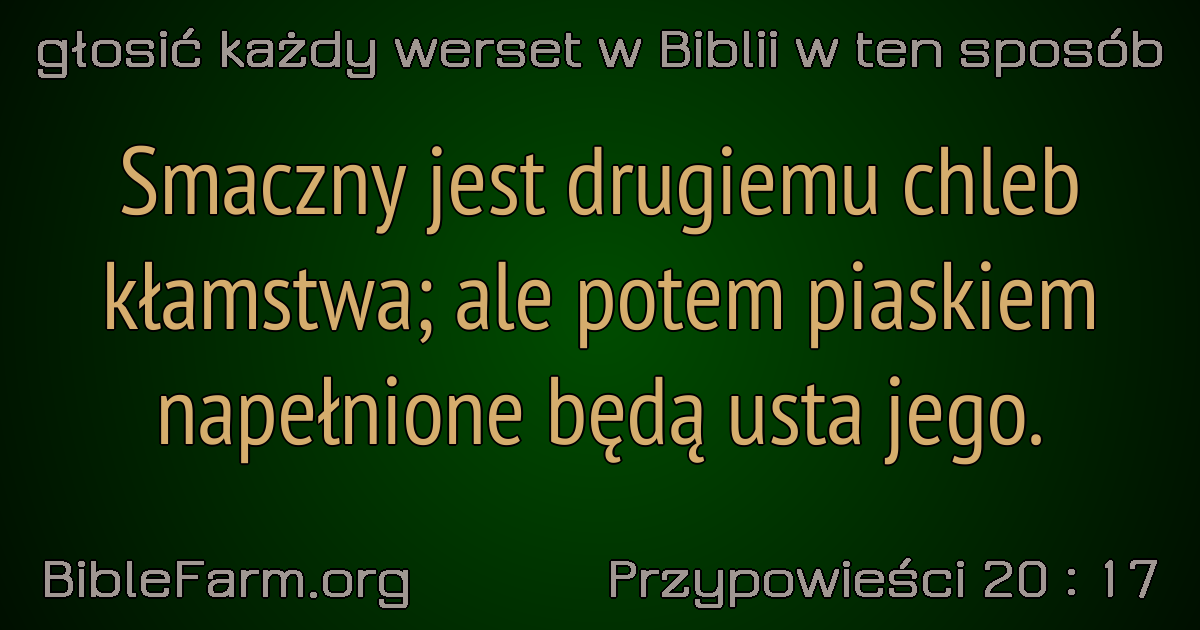 głosić każdy werset w Biblii w ten sposób
Smaczny jest drugiemu chleb
kłamstwa; ale potem piaskiem
napełnione będą usta jego.
BibleFarm.org
Przypowieści 20 : 17